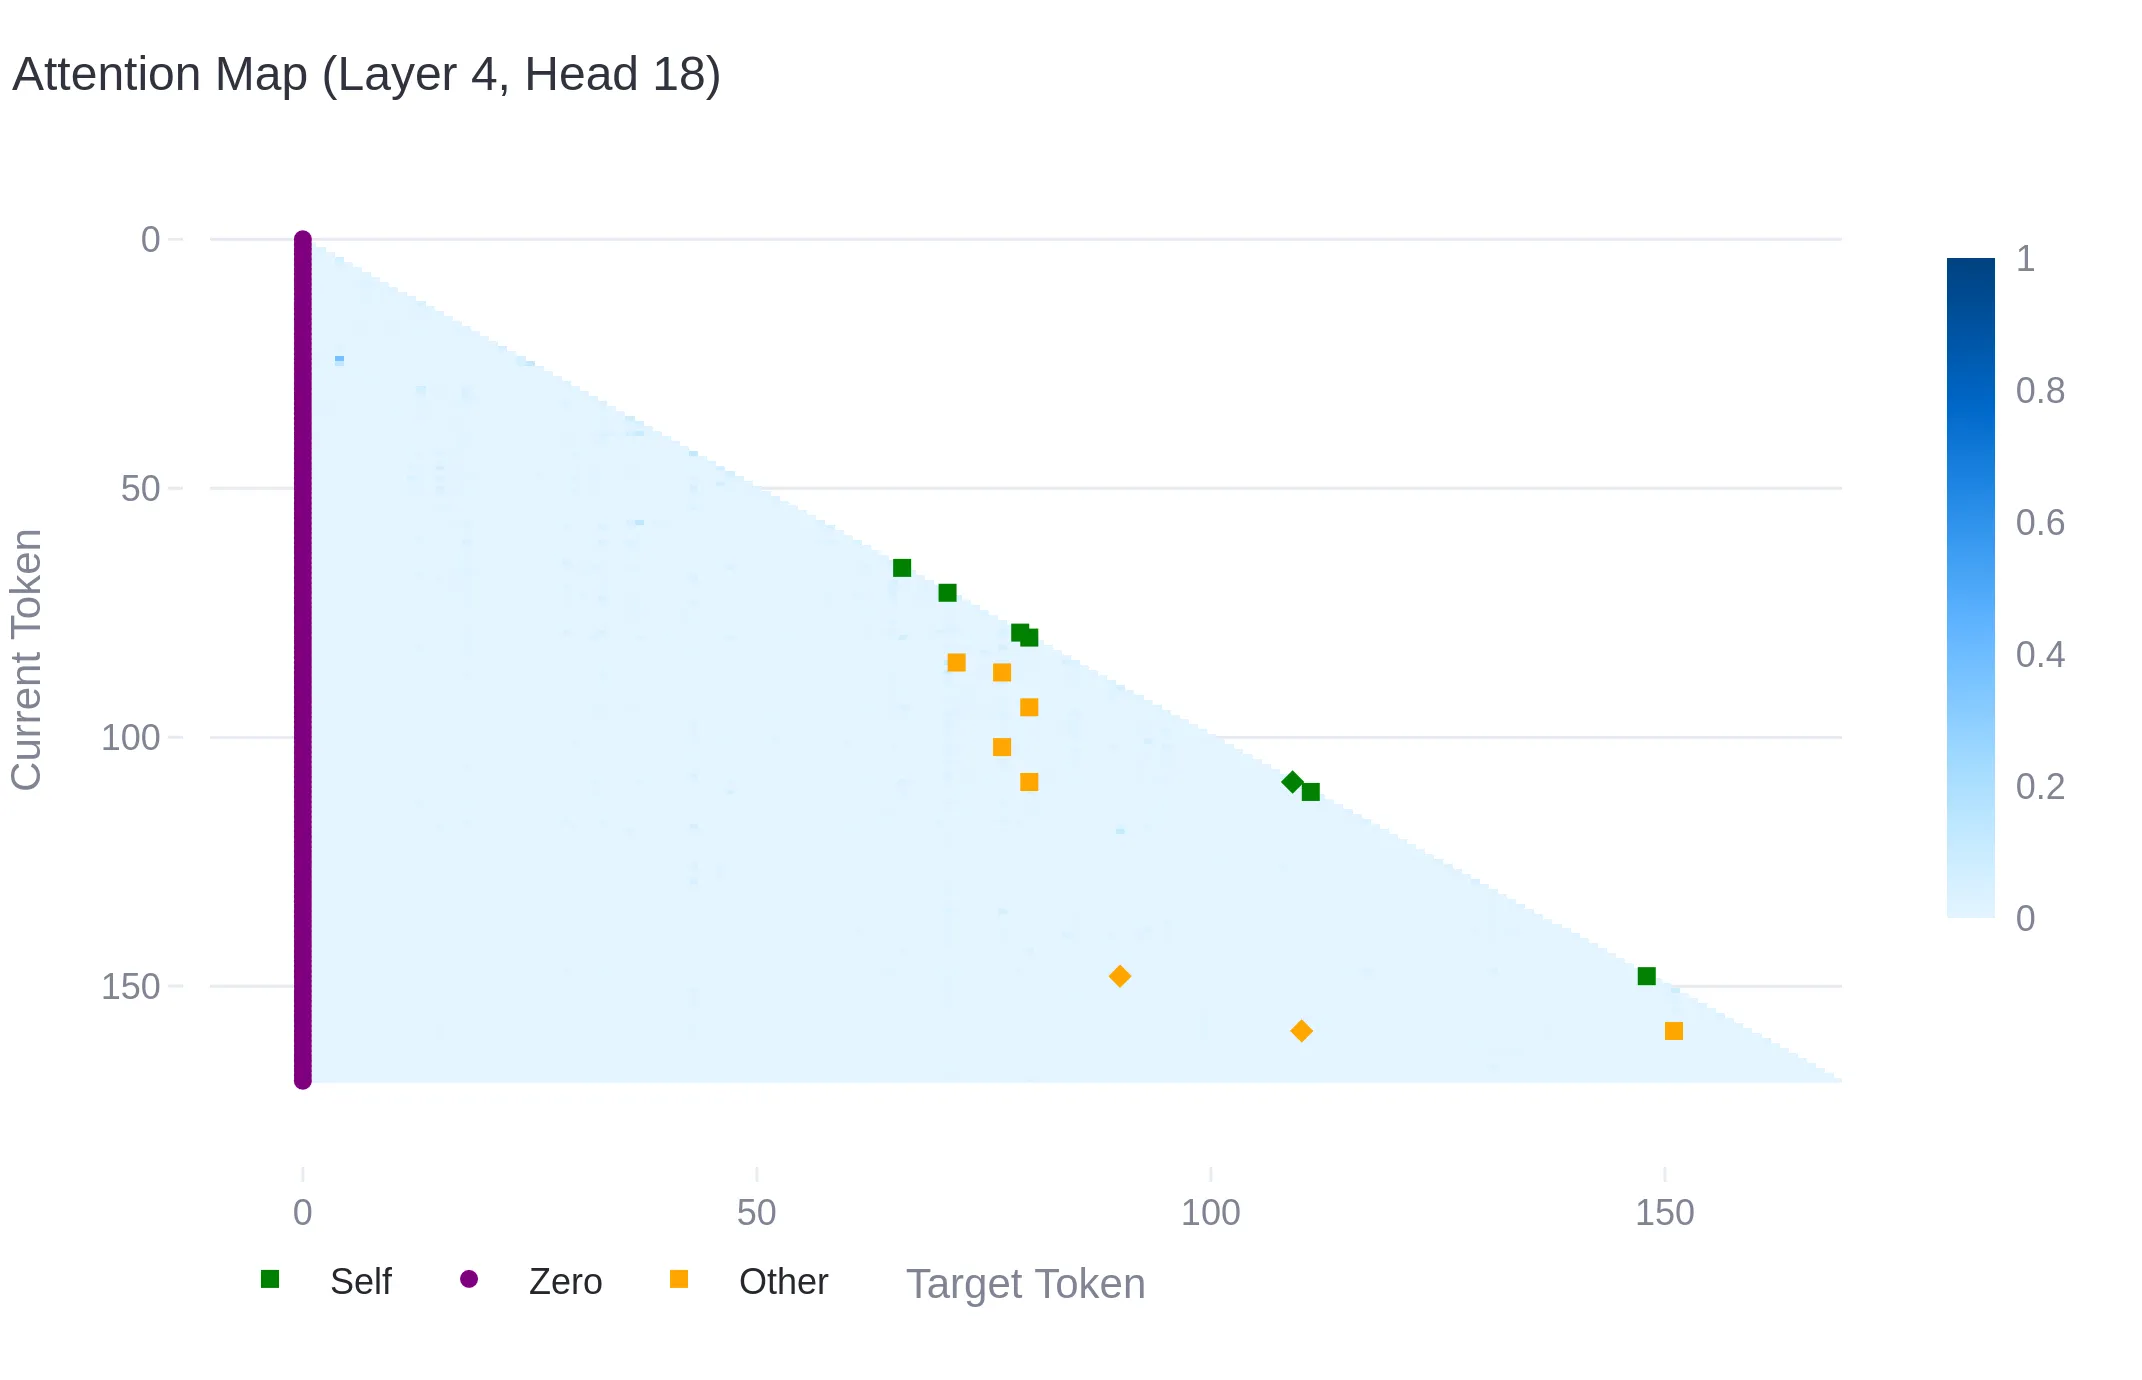 Attention Map (Layer 4, Head 18)
Current Token
0
50
100
150
0
50
100
150
1
0.8
0.6
0.4
0.2
0
Self
Zero
Other
Target Token